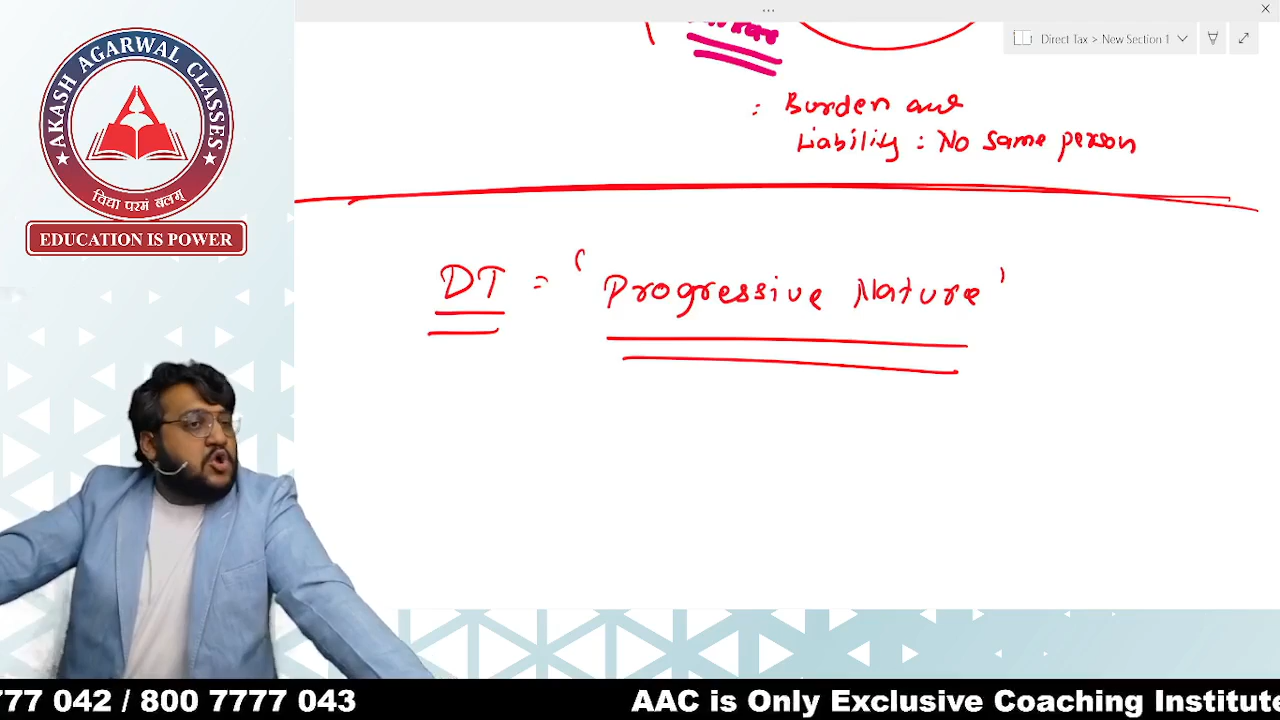 AKASH AGARWAL CLASSES
विद्या परमं बलम्
EDUCATION IS POWER
Direct Tax > New Section 1
: Burden and
Liability : No same person
DT = 'Progressive Nature'
777 042 / 800 7777 043
AAC is Only Exclusive Coaching Institute